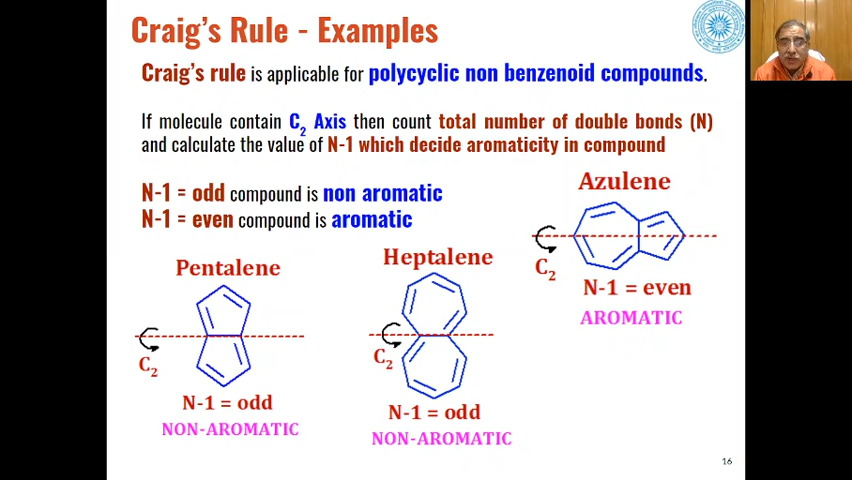 Craig's Rule - Examples
Craig's rule is applicable for polycyclic non benzenoid compounds.
If molecule contain C2 Axis then count total number of double bonds (N)
and calculate the value of N-1 which decide aromaticity in compound
N-1 = odd compound is non aromatic
N-1 = even compound is aromatic
Azulene
C2
N-1 = even
AROMATIC
Heptalene
C2
N-1 = odd
NON-AROMATIC
Pentalene
C2
N-1 = odd
NON-AROMATIC
16